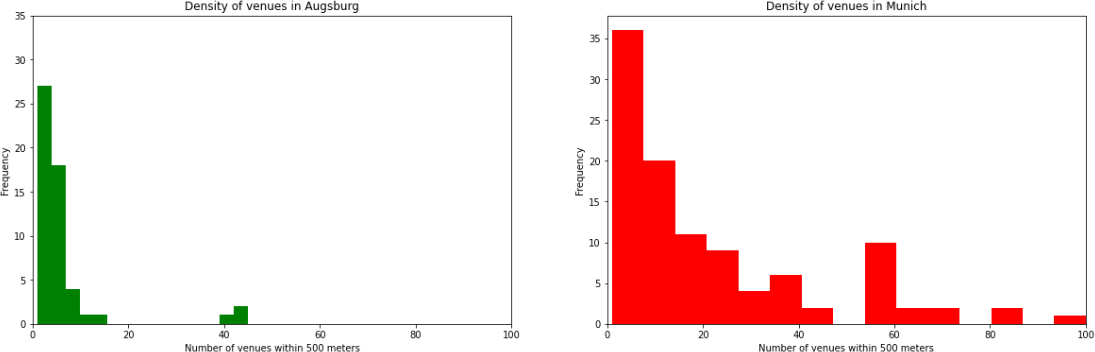 Density of venues in Augsburg
35
30
25
20
15
10
5
0
Frequency
0 20 40 60 80 100
Number of venues within 500 meters
Density of venues in Munich
35
30
25
20
15
10
5
0
Frequency
0 20 40 60 80 100
Number of venues within 500 meters